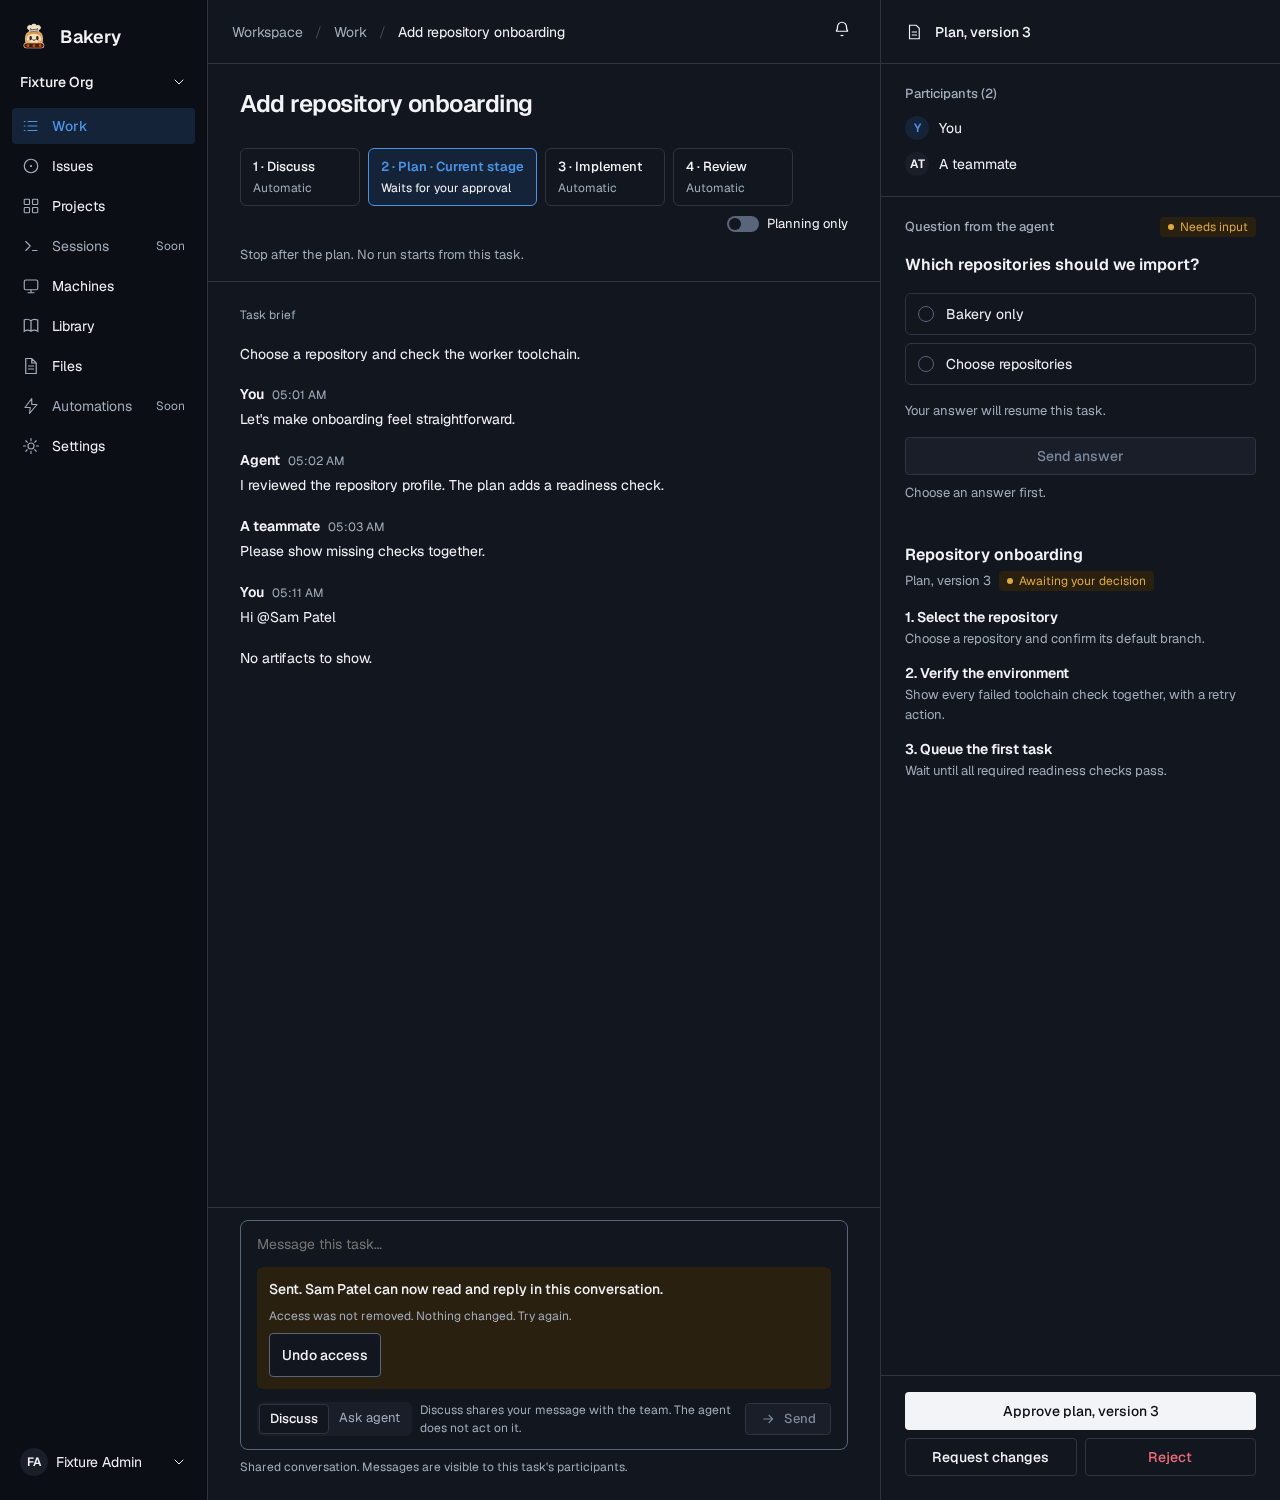 Bakery
Fixture Org
Work
Issues
Projects
Sessions Soon
Machines
Library
Files
Automations Soon
Settings
FA Fixture Admin
Workspace / Work / Add repository onboarding
Add repository onboarding
1 · Discuss
Automatic
2 · Plan · Current stage
Waits for your approval
3 · Implement
Automatic
4 · Review
Automatic
Planning only
Stop after the plan. No run starts from this task.
Task brief
Choose a repository and check the worker toolchain.
You 05:01 AM
Let's make onboarding feel straightforward.
Agent 05:02 AM
I reviewed the repository profile. The plan adds a readiness check.
A teammate 05:03 AM
Please show missing checks together.
You 05:11 AM
Hi @Sam Patel
No artifacts to show.
Message this task...
Sent. Sam Patel can now read and reply in this conversation.
Access was not removed. Nothing changed. Try again.
Undo access
Discuss Ask agent
Discuss shares your message with the team. The agent
does not act on it.
Send
Shared conversation. Messages are visible to this task's participants.
Plan, version 3
Participants (2)
Y You
AT A teammate
Question from the agent Needs input
Which repositories should we import?
Bakery only
Choose repositories
Your answer will resume this task.
Send answer
Choose an answer first.
Repository onboarding
Plan, version 3 Awaiting your decision
1. Select the repository
Choose a repository and confirm its default branch.
2. Verify the environment
Show every failed toolchain check together, with a retry
action.
3. Queue the first task
Wait until all required readiness checks pass.
Approve plan, version 3
Request changes Reject